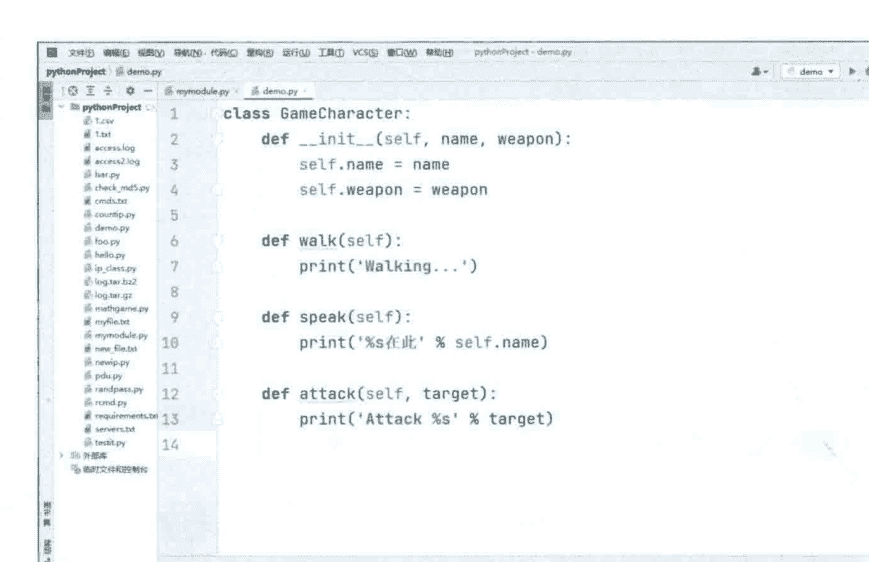 文件(F) 编辑(E) 视图(V) 导航(N) 代码(C) 重构(R) 运行(U) 工具(T) VCS(S) 窗口(W) 帮助(H) pythonProject - demo.py
pythonProject demo.py
demo
mymodule.py
demo.py
pythonProject
1.csv
1.txt
access.log
access2.log
bar.py
check_md5.py
cmds.txt
countip.py
demo.py
foo.py
hello.py
ip_class.py
log.tar.bz2
log.tar.gz
mathgame.py
myfile.txt
mymodule.py
new_file.txt
newip.py
pdu.py
randpass.py
rcmd.py
requirements.txt
servers.txt
testit.py
外部库
临时文件和控制台
1 class GameCharacter:
2     def __init__(self, name, weapon):
3         self.name = name
4         self.weapon = weapon
5
6     def walk(self):
7         print('Walking...')
8
9     def speak(self):
10         print('%s在此' % self.name)
11
12     def attack(self, target):
13         print('Attack %s' % target)
14